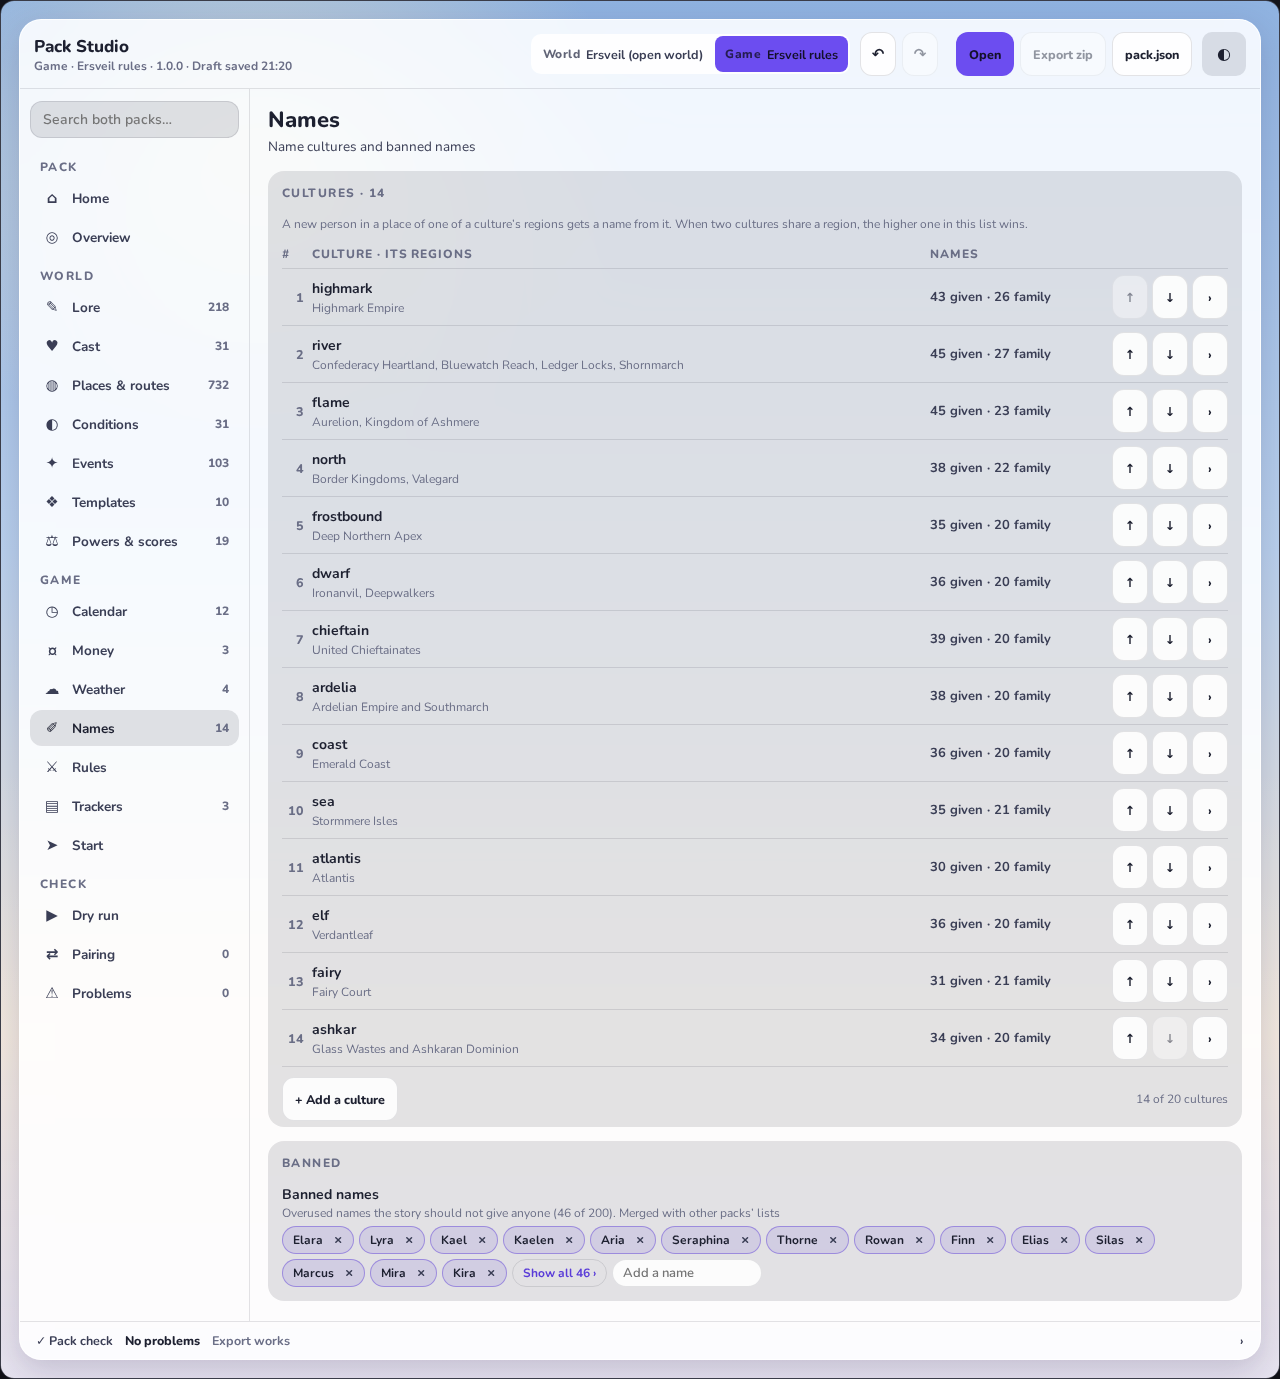 Pack Studio
Game · Ersveil rules · 1.0.0 · Draft saved 21:20
World Ersveil (open world) Game Ersveil rules
↶ ↷ Open Export zip pack.json ◐
Search both packs...
PACK
⌂ Home
◎ Overview
WORLD
✎ Lore 218
♥ Cast 31
◍ Places & routes 732
◐ Conditions 31
✦ Events 103
❖ Templates 10
⚖ Powers & scores 19
GAME
◷ Calendar 12
¤ Money 3
☁ Weather 4
✐ Names 14
⚔ Rules
▤ Trackers 3
➤ Start
CHECK
▶ Dry run
⇄ Pairing 0
⚠ Problems 0
Names
Name cultures and banned names
CULTURES · 14
A new person in a place of one of a culture's regions gets a name from it. When two cultures share a region, the higher one in this list wins.
# CULTURE · ITS REGIONS NAMES
1 highmark 43 given · 26 family ↑ ↓ ›
Highmark Empire
2 river 45 given · 27 family ↑ ↓ ›
Confederacy Heartland, Bluewatch Reach, Ledger Locks, Shornmarch
3 flame 45 given · 23 family ↑ ↓ ›
Aurelion, Kingdom of Ashmere
4 north 38 given · 22 family ↑ ↓ ›
Border Kingdoms, Valegard
5 frostbound 35 given · 20 family ↑ ↓ ›
Deep Northern Apex
6 dwarf 36 given · 20 family ↑ ↓ ›
Ironanvil, Deepwalkers
7 chieftain 39 given · 20 family ↑ ↓ ›
United Chieftainates
8 ardelia 38 given · 20 family ↑ ↓ ›
Ardelian Empire and Southmarch
9 coast 36 given · 20 family ↑ ↓ ›
Emerald Coast
10 sea 35 given · 21 family ↑ ↓ ›
Stormmere Isles
11 atlantis 30 given · 20 family ↑ ↓ ›
Atlantis
12 elf 36 given · 20 family ↑ ↓ ›
Verdantleaf
13 fairy 31 given · 21 family ↑ ↓ ›
Fairy Court
14 ashkar 34 given · 20 family ↑ ↓ ›
Glass Wastes and Ashkaran Dominion
+ Add a culture 14 of 20 cultures
BANNED
Banned names
Overused names the story should not give anyone (46 of 200). Merged with other packs' lists
Elara × Lyra × Kael × Kaelen × Aria × Seraphina × Thorne × Rowan × Finn × Elias × Silas ×
Marcus × Mira × Kira × Show all 46 › Add a name
✓ Pack check No problems Export works ›